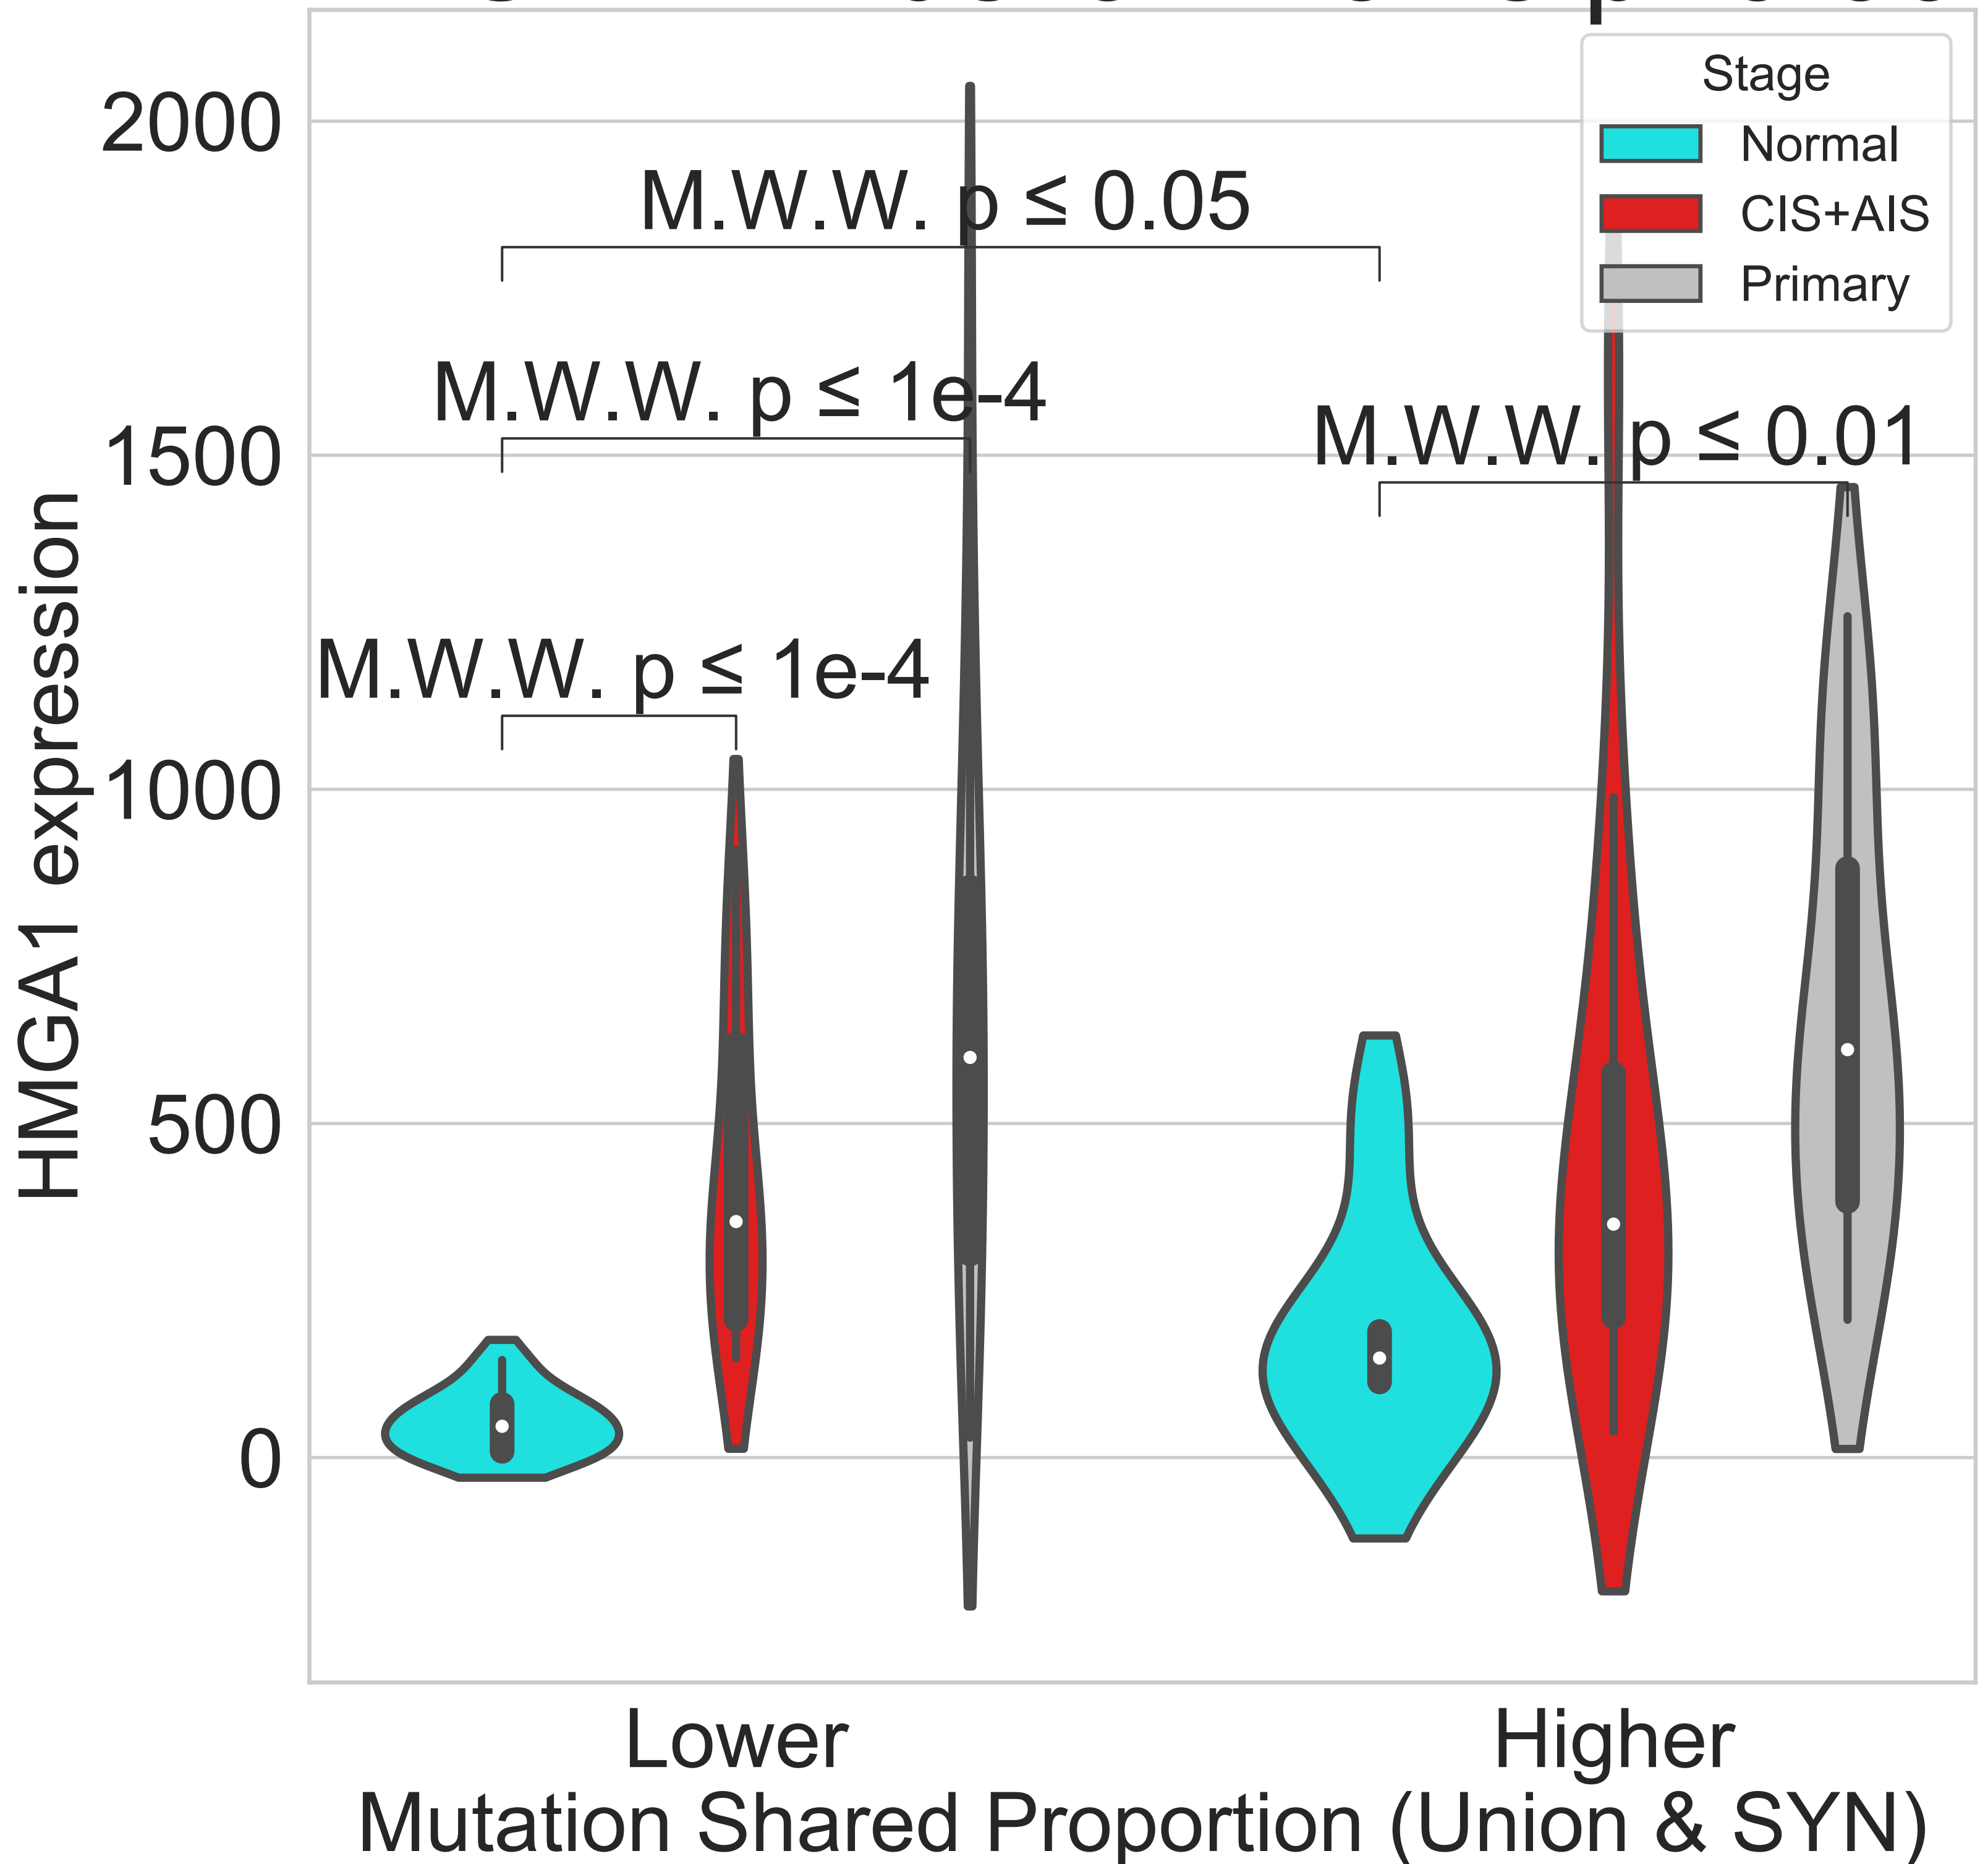 Stage
Normal
CIS+AIS
Primary
2000
1500
1000
500
0
HMGA1 expression
M.W.W. p ≤ 0.05
M.W.W. p ≤ 1e-4
M.W.W. p ≤ 0.01
M.W.W. p ≤ 1e-4
Lower
Higher
Mutation Shared Proportion (Union & SYN)